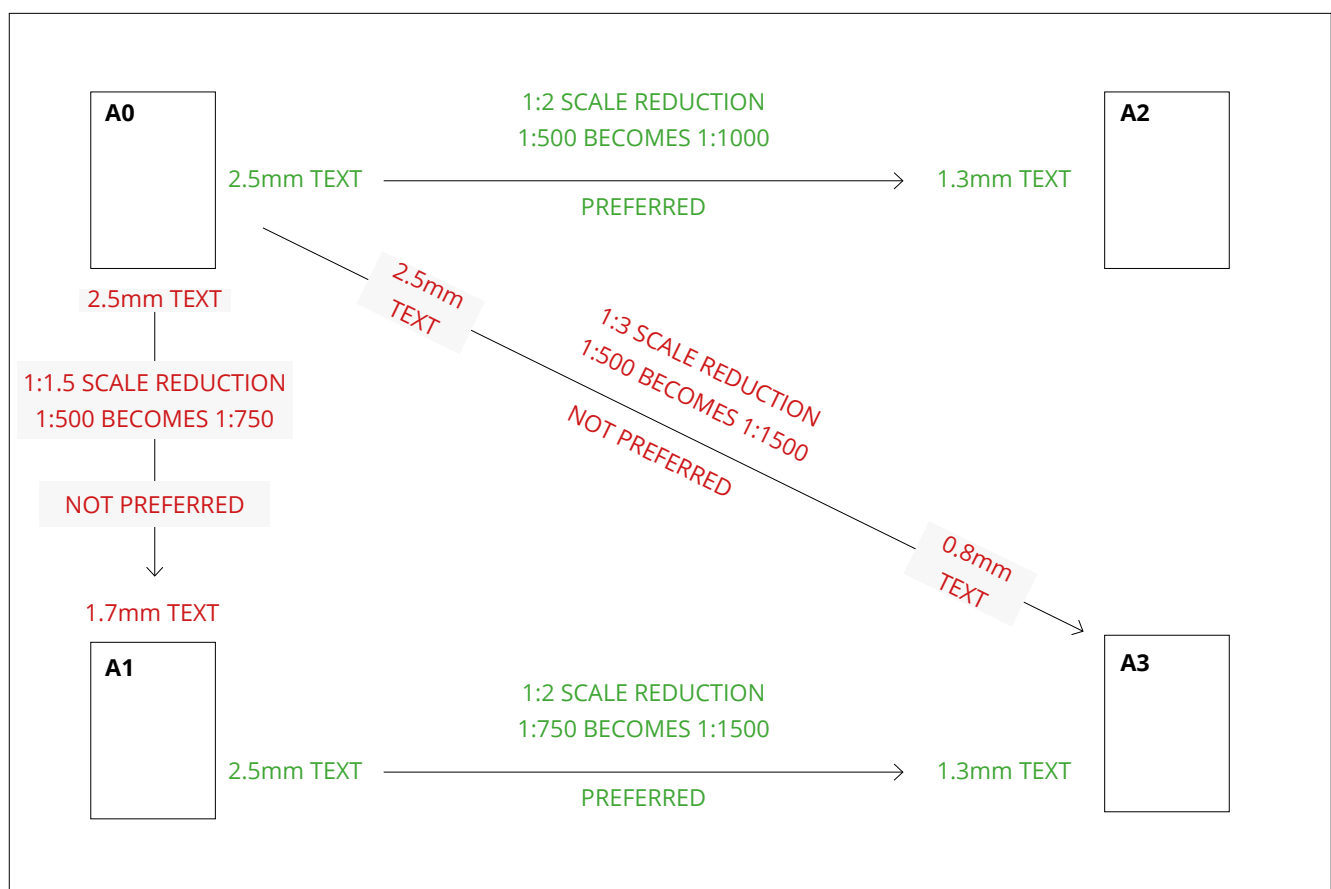 A0
1:2 SCALE REDUCTION
1:500 BECOMES 1:1000
A2
2.5mm TEXT
1.3mm TEXT
PREFERRED
2.5mm
TEXT
2.5mm TEXT
1:3 SCALE REDUCTION
1:500 BECOMES 1:1500
NOT PREFERRED
1:1.5 SCALE REDUCTION
1:500 BECOMES 1:750
NOT PREFERRED
0.8mm
TEXT
1.7mm TEXT
A1
A3
1:2 SCALE REDUCTION
1:750 BECOMES 1:1500
2.5mm TEXT
1.3mm TEXT
PREFERRED